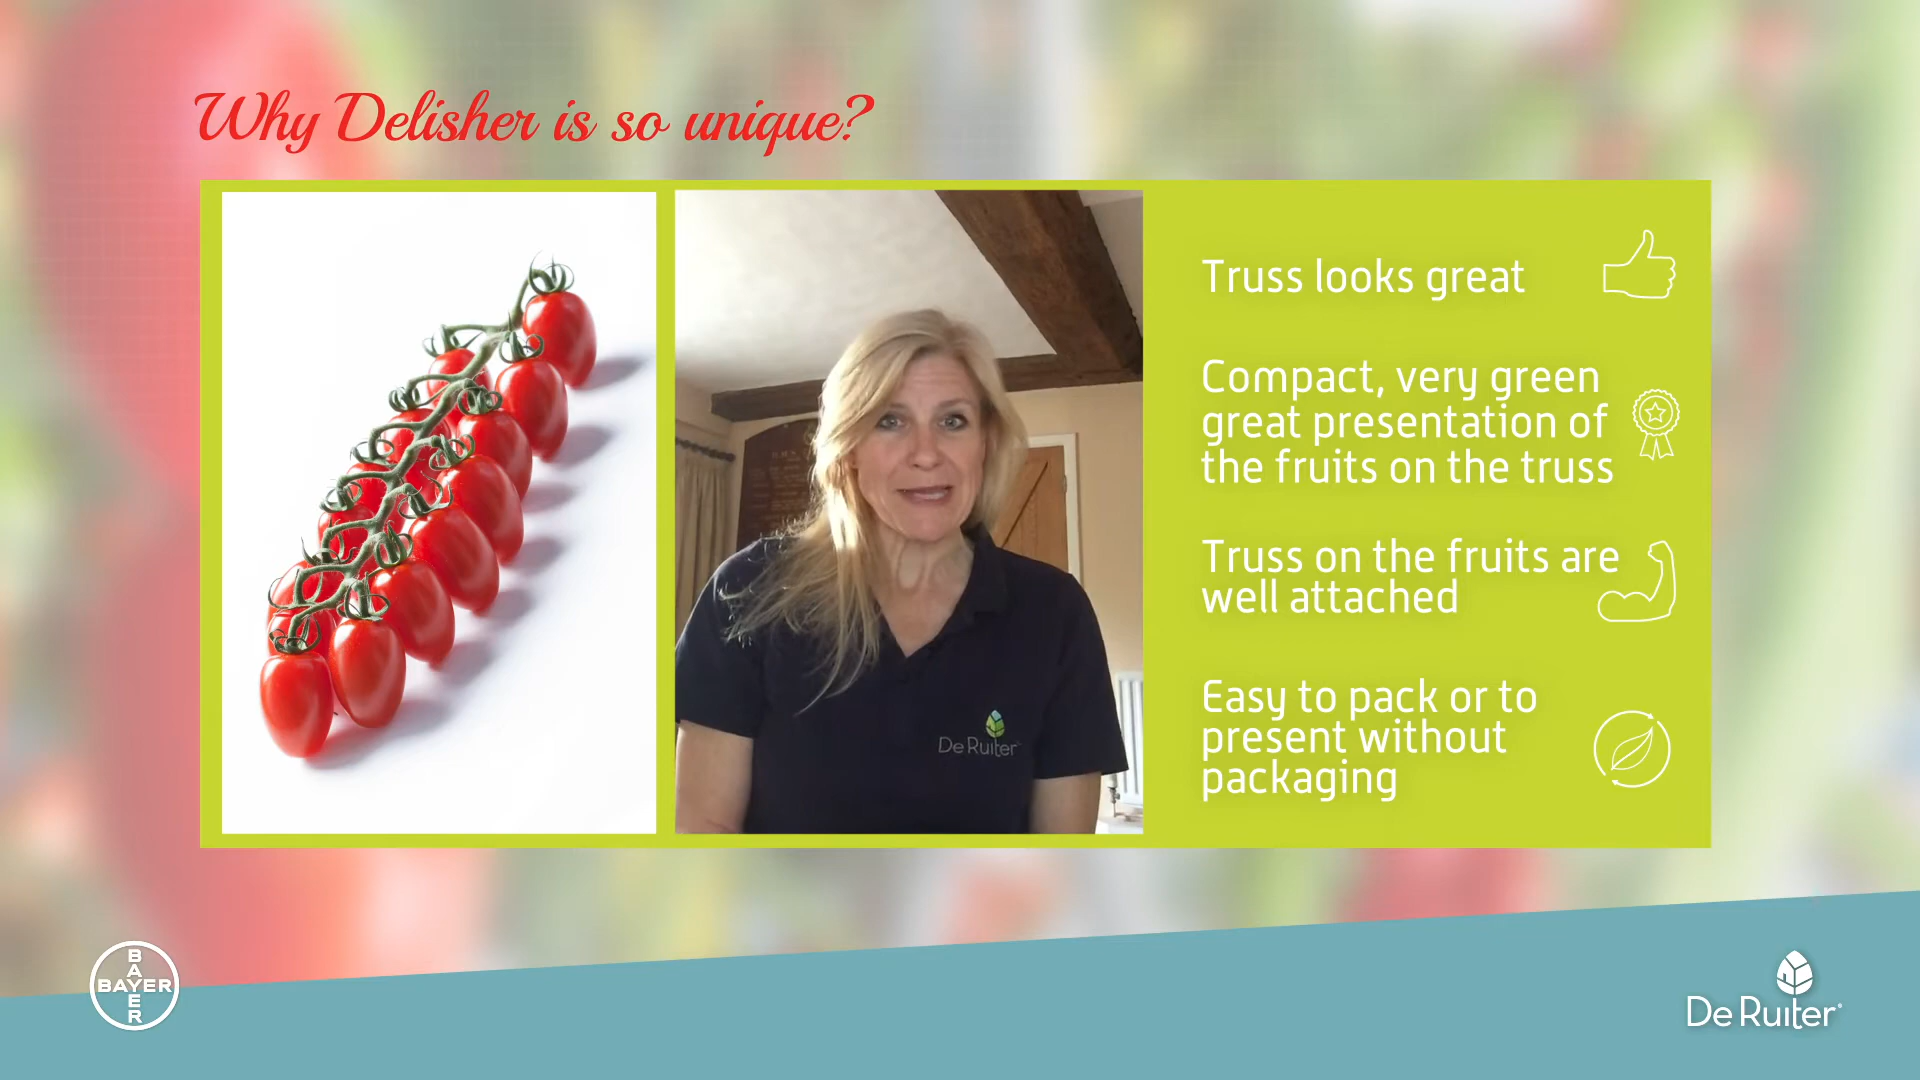 Why Delisher is so unique?
Truss looks great
Compact, very green
great presentation of
the fruits on the truss
Truss on the fruits are
well attached
Easy to pack or to
present without
packaging
De Ruiter
BAYER
BAYER
De Ruiter